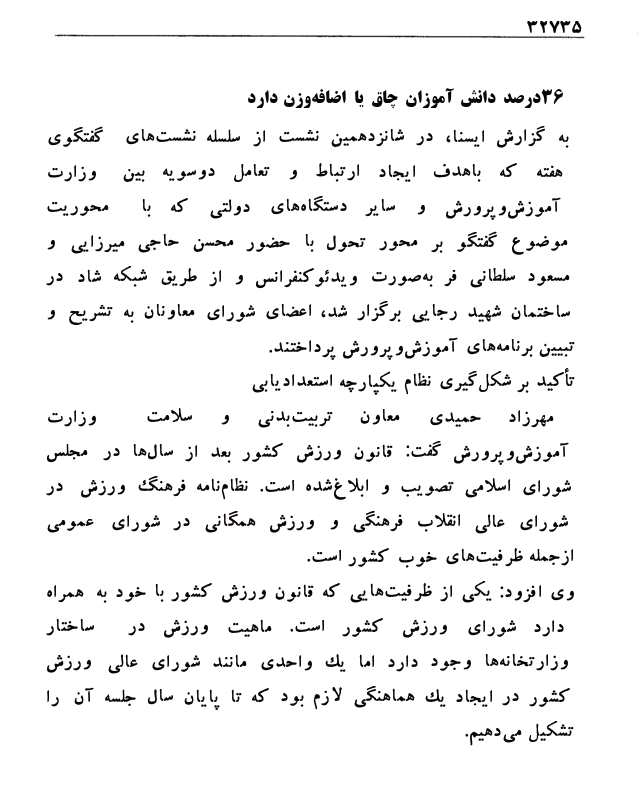 ۳۲۷۳۵
۳۶درصد دانش آموزان چاق یا اضافه‌وزن دارد
به گزارش ایسنا، در شانزدهمین نشست از سلسله نشست‌های گفتگوی
هفته که باهدف ایجاد ارتباط و تعامل دوسویه بین وزارت
آموزش‌وپرورش و سایر دستگاه‌های دولتی که با محوریت
موضوع گفتگو بر محور تحول با حضور محسن حاجی میرزایی و
مسعود سلطانی فر به‌صورت ویدئوکنفرانس و از طریق شبکه شاد در
ساختمان شهید رجایی برگزار شد، اعضای شورای معاونان به تشریح و
تبیین برنامه‌های آموزش‌وپرورش پرداختند.
تأکید بر شکل‌گیری نظام یکپارچه استعدادیابی
مهرزاد حمیدی معاون تربیت‌بدنی و سلامت وزارت
آموزش‌وپرورش گفت: قانون ورزش کشور بعد از سال‌ها در مجلس
شورای اسلامی تصویب و ابلاغ‌شده است. نظام‌نامه فرهنگ ورزش در
شورای عالی انقلاب فرهنگی و ورزش همگانی در شورای عمومی
ازجمله ظرفیت‌های خوب کشور است.
وی افزود: یکی از ظرفیت‌هایی که قانون ورزش کشور با خود به همراه
دارد شورای ورزش کشور است. ماهیت ورزش در ساختار
وزارتخانه‌ها وجود دارد اما یك واحدی مانند شورای عالی ورزش
کشور در ایجاد یك هماهنگی لازم بود که تا پایان سال جلسه آن را
تشکیل می‌دهیم.